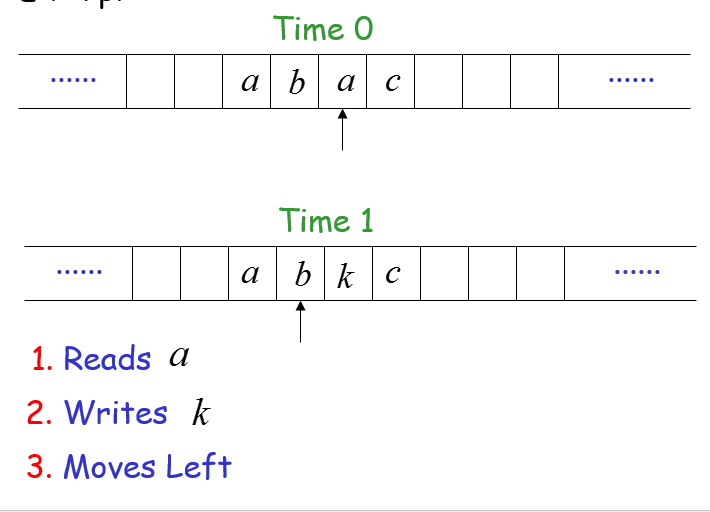 Time 0
...... a b a c ......
Time 1
...... a b k c ......
1. Reads a
2. Writes k
3. Moves Left